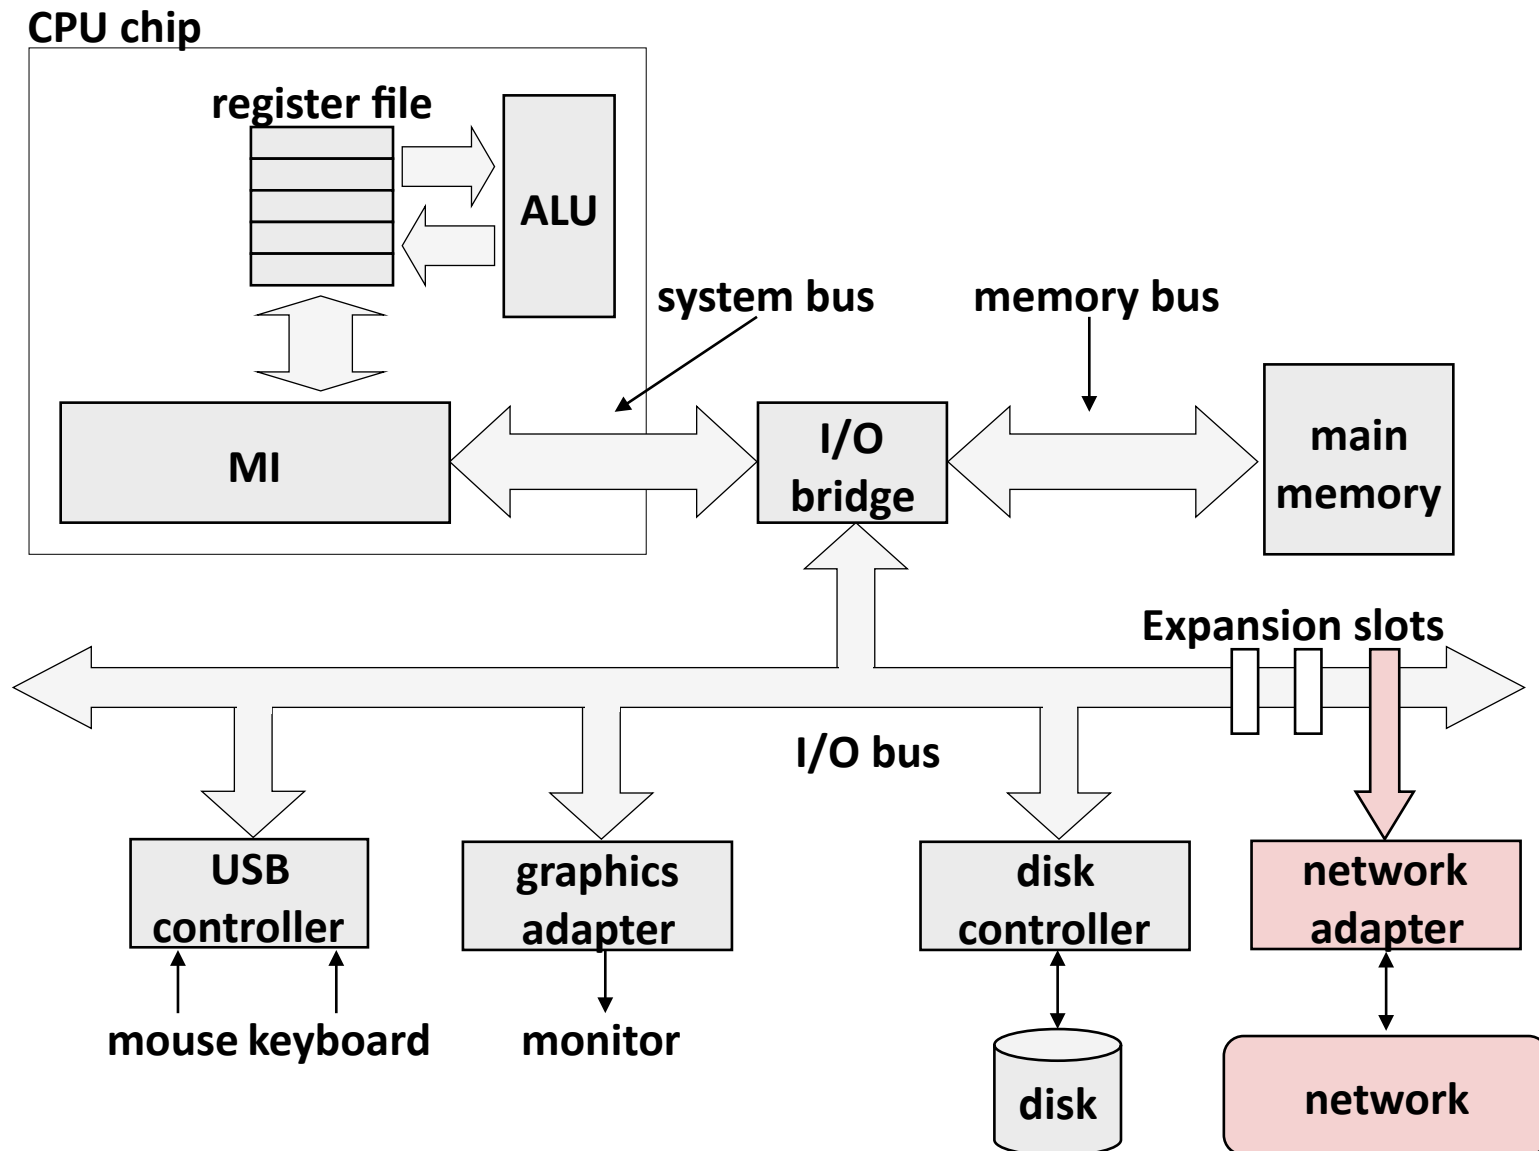 CPU chip
register file
ALU
system bus
memory bus
MI
I/O
bridge
main
memory
Expansion slots
I/O bus
USB
controller
graphics
adapter
disk
controller
network
adapter
mouse keyboard
monitor
disk
network